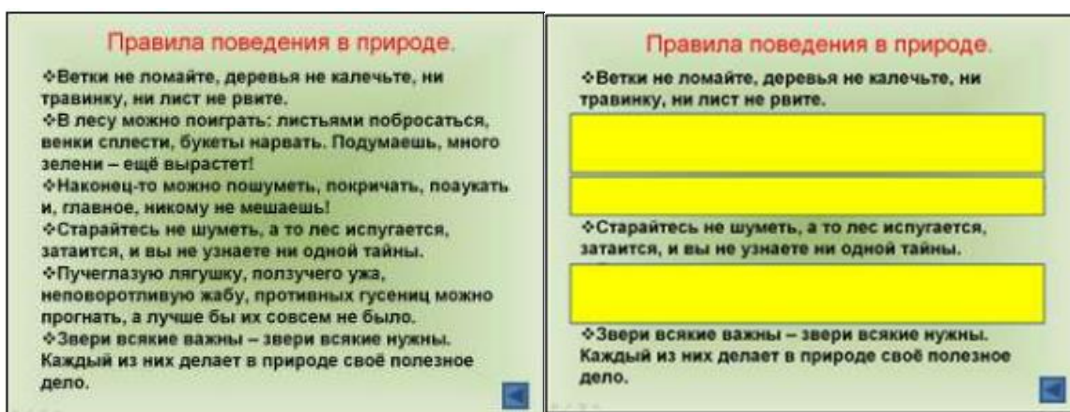 Правила поведения в природе.
❖Ветки не ломайте, деревья не калечьте, ни
травинку, ни лист не рвите.
❖В лесу можно поиграть: листьями побросаться,
венки сплести, букеты нарвать. Подумаешь, много
зелени – ещё вырастет!
❖Наконец-то можно пошуметь, покричать, поаукать
и, главное, никому не мешаешь!
❖Старайтесь не шуметь, а то лес испугается,
затаится, и вы не узнаете ни одной тайны.
❖Пучеглазую лягушку, ползучего ужа,
неповоротливую жабу, противных гусениц можно
прогнать, а лучше бы их совсем не было.
❖Звери всякие важны – звери всякие нужны.
Каждый из них делает в природе своё полезное
дело.
Правила поведения в природе.
❖Ветки не ломайте, деревья не калечьте, ни
травинку, ни лист не рвите.
❖Старайтесь не шуметь, а то лес испугается,
затаится, и вы не узнаете ни одной тайны.
❖Звери всякие важны – звери всякие нужны.
Каждый из них делает в природе своё полезное
дело.